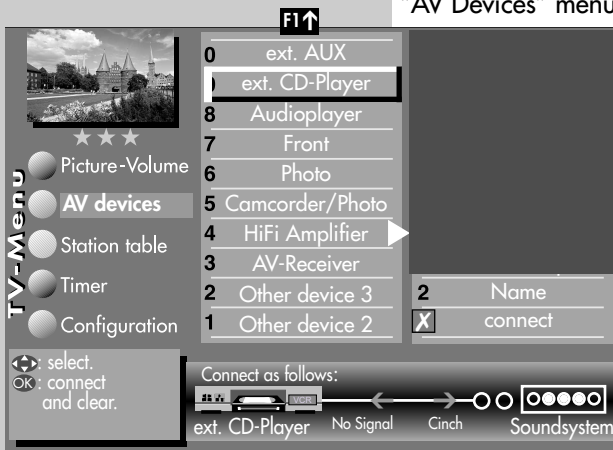 "AV Devices" menu
F1↑
0 ext. AUX
ext. CD-Player
8 Audioplayer
7 Front
6 Photo
5 Camcorder/Photo
4 HiFi Amplifier
3 AV-Receiver
2 Other device 3
1 Other device 2
TV-Menu
Picture-Volume
AV devices
Station table
Timer
Configuration
2 Name
X connect
: select.
OK: connect
and clear.
Connect as follows:
VCR
ext. CD-Player No Signal Cinch Soundsystem